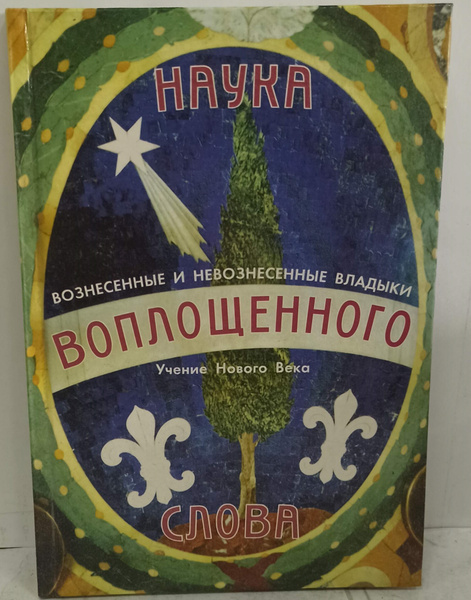 НАУКА
ВОЗНЕСЕННЫЕ И НЕВОЗНЕСЕННЫЕ ВЛАДЫКИ
ВОПЛОЩЕННОГО
Учение Нового Века
СЛОВА